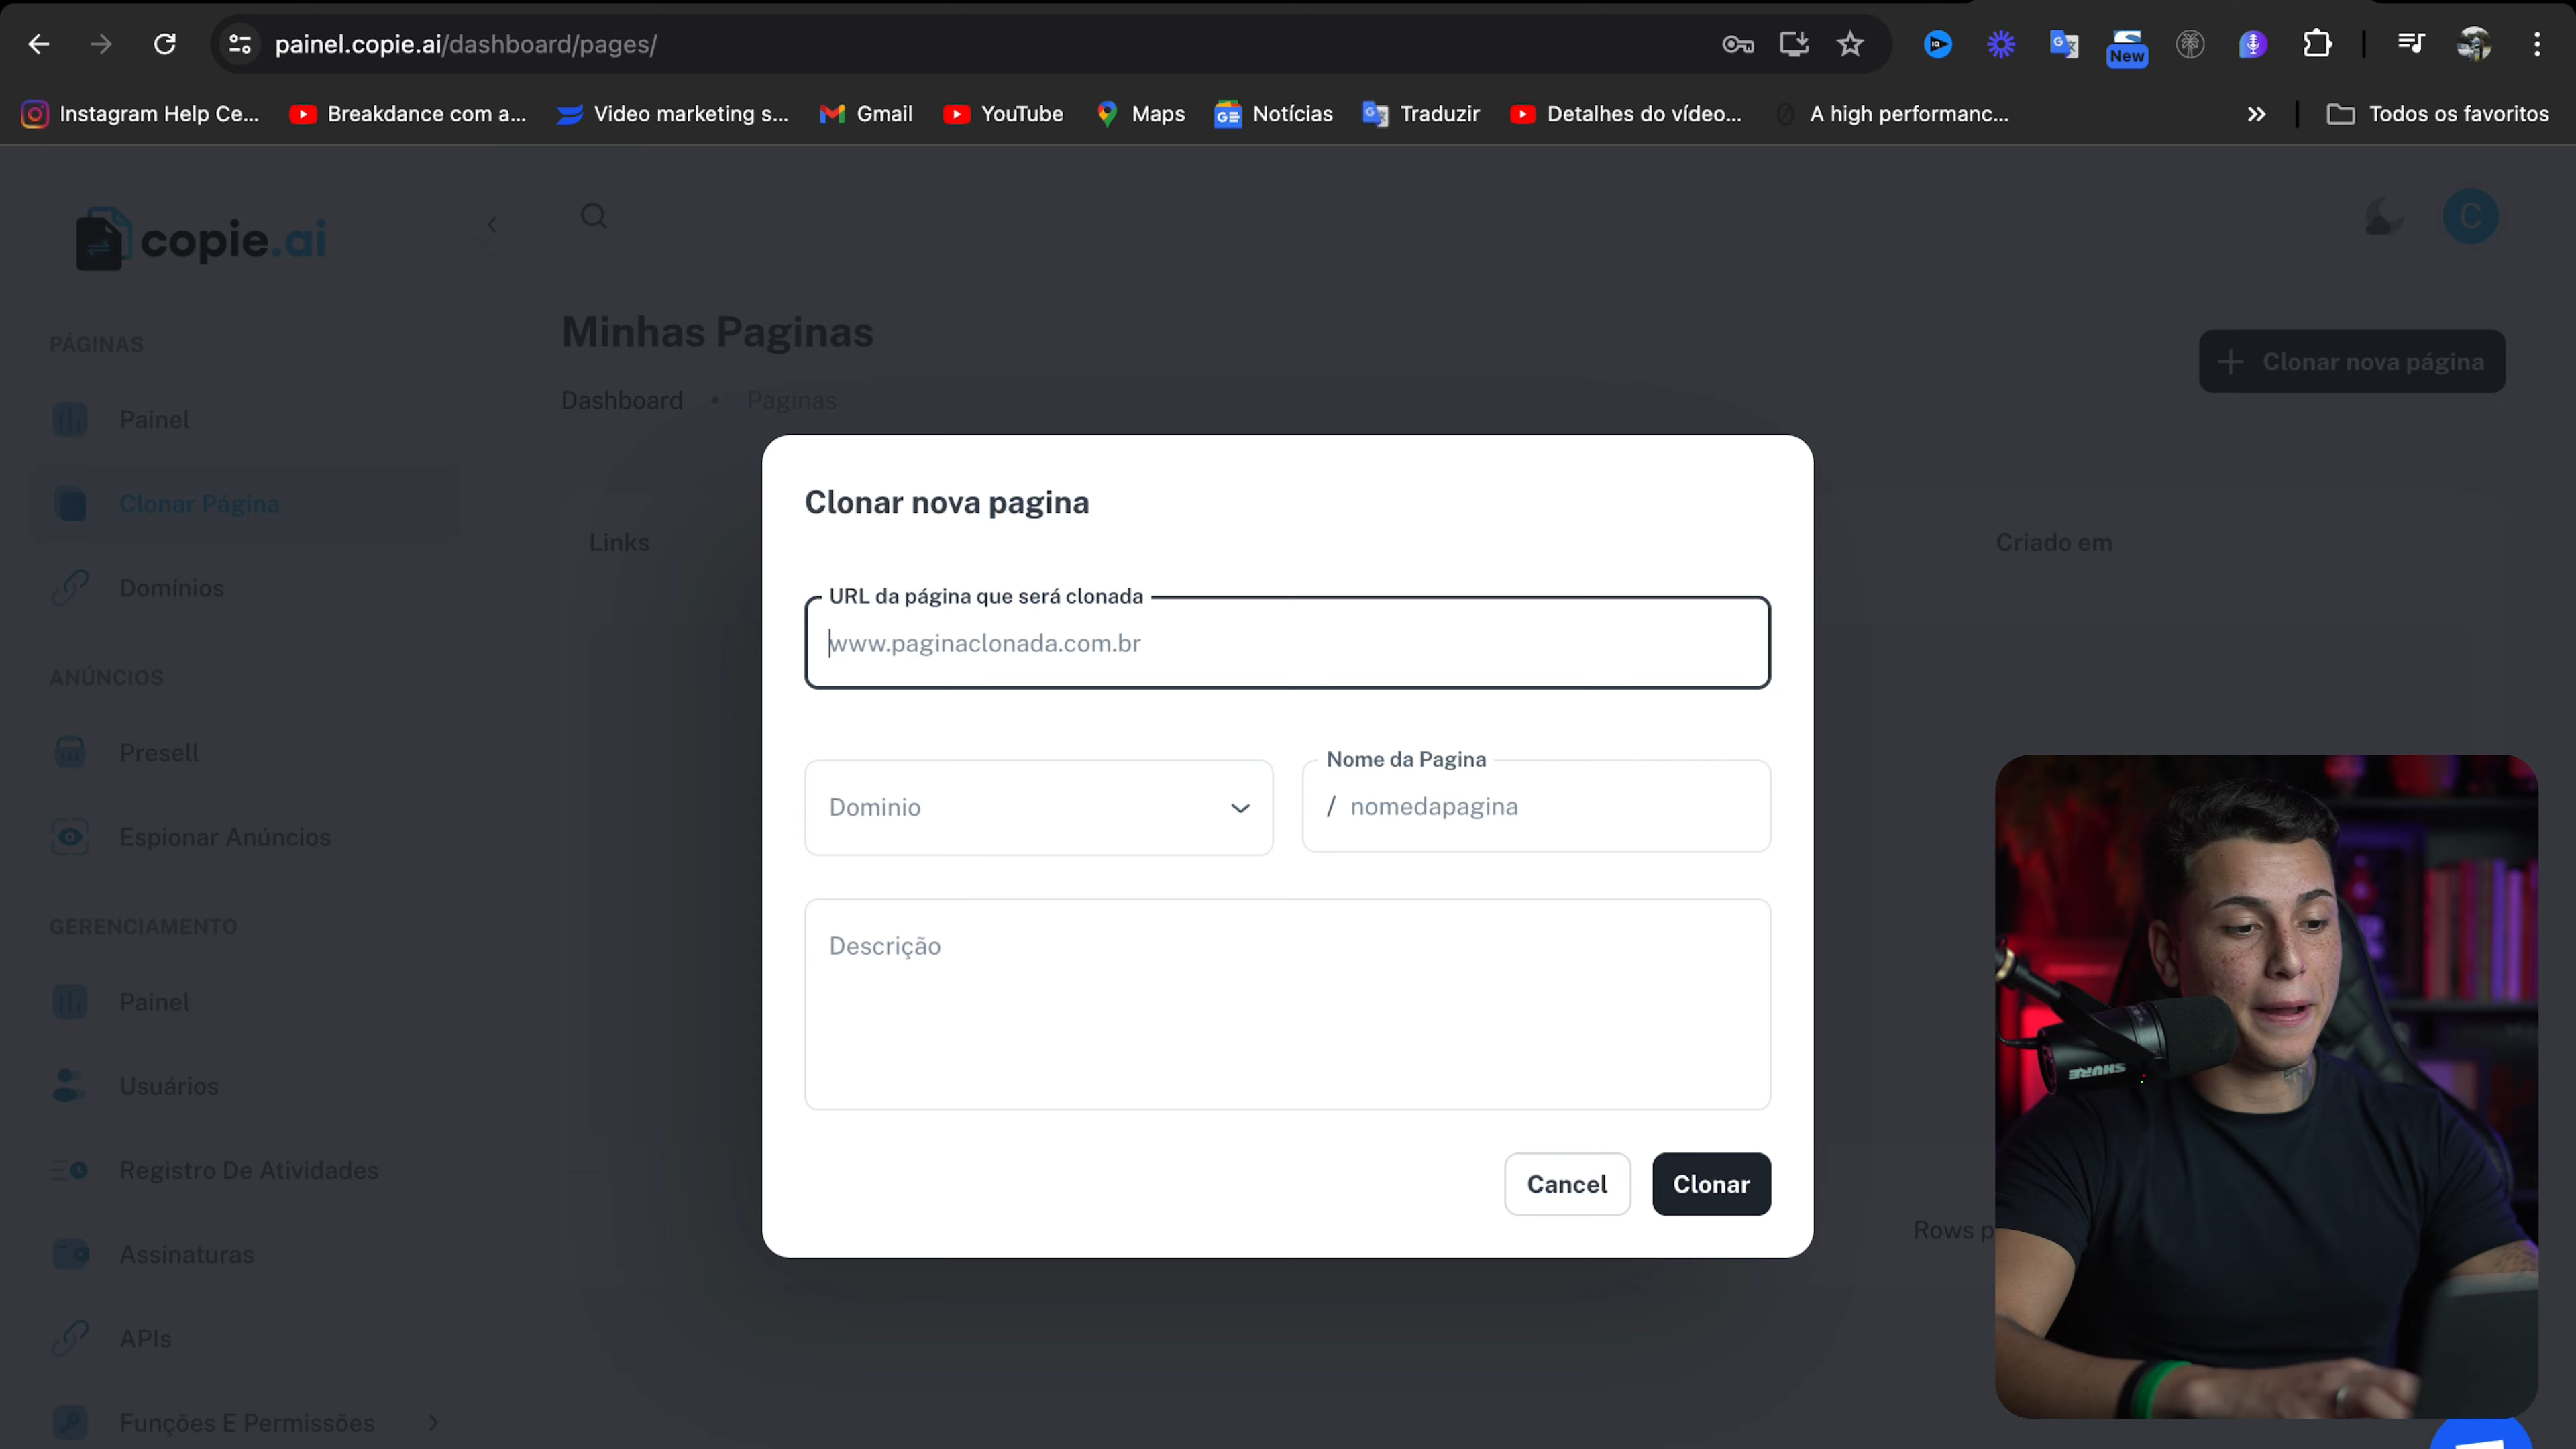 painel.copie.ai/dashboard/pages/
New
Instagram Help Ce...
Breakdance com a...
Video marketing s...
Gmail
YouTube
Maps
Notícias
Traduzir
Detalhes do vídeo...
A high performanc...
Todos os favoritos
copie.ai
C
PÁGINAS
Painel
Clonar Página
Domínios
ANÚNCIOS
Presell
Espionar Anúncios
GERENCIAMENTO
Painel
Usuários
Registro De Atividades
Assinaturas
APIs
Funções E Permissões
Minhas Paginas
Dashboard • Paginas
+ Clonar nova página
Links
Criado em
Clonar nova pagina
URL da página que será clonada
www.paginaclonada.com.br
Dominio
Nome da Pagina
/ nomedapagina
Descrição
Cancel
Clonar
Rows p
SHURE